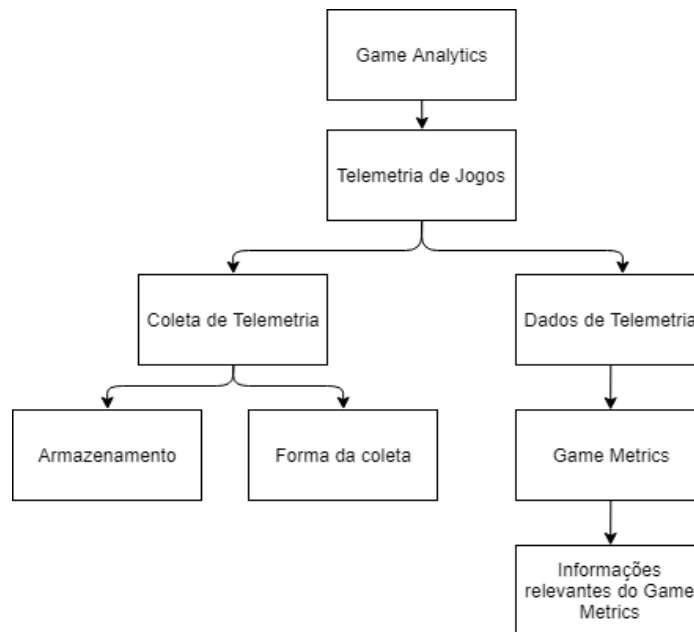 Game Analytics
Telemetria de Jogos
Coleta de Telemetria
Dados de Telemetria
Armazenamento
Forma da coleta
Game Metrics
Informações
relevantes do Game
Metrics